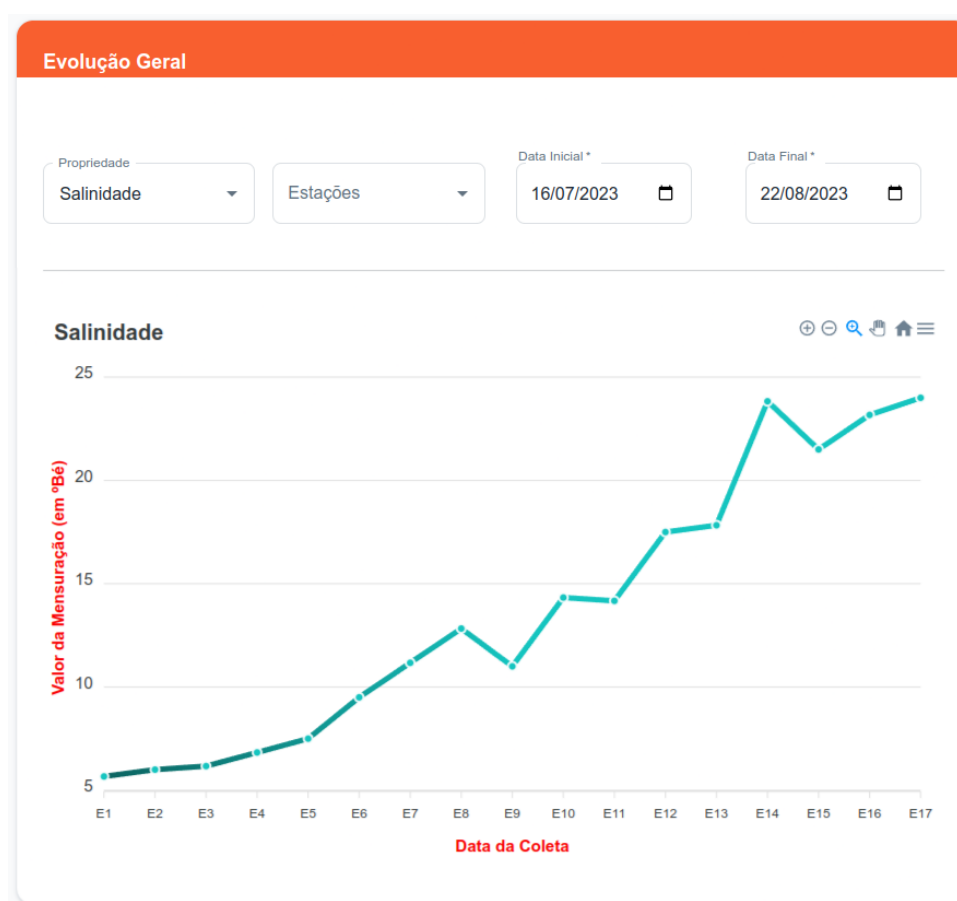 Evolução Geral
Propriedade
Salinidade
Estações
Data Inicial *
16/07/2023
Data Final *
22/08/2023
Salinidade
25
20
15
10
5
Valor da Mensuração (em ºBé)
E1 E2 E3 E4 E5 E6 E7 E8 E9 E10 E11 E12 E13 E14 E15 E16 E17
Data da Coleta